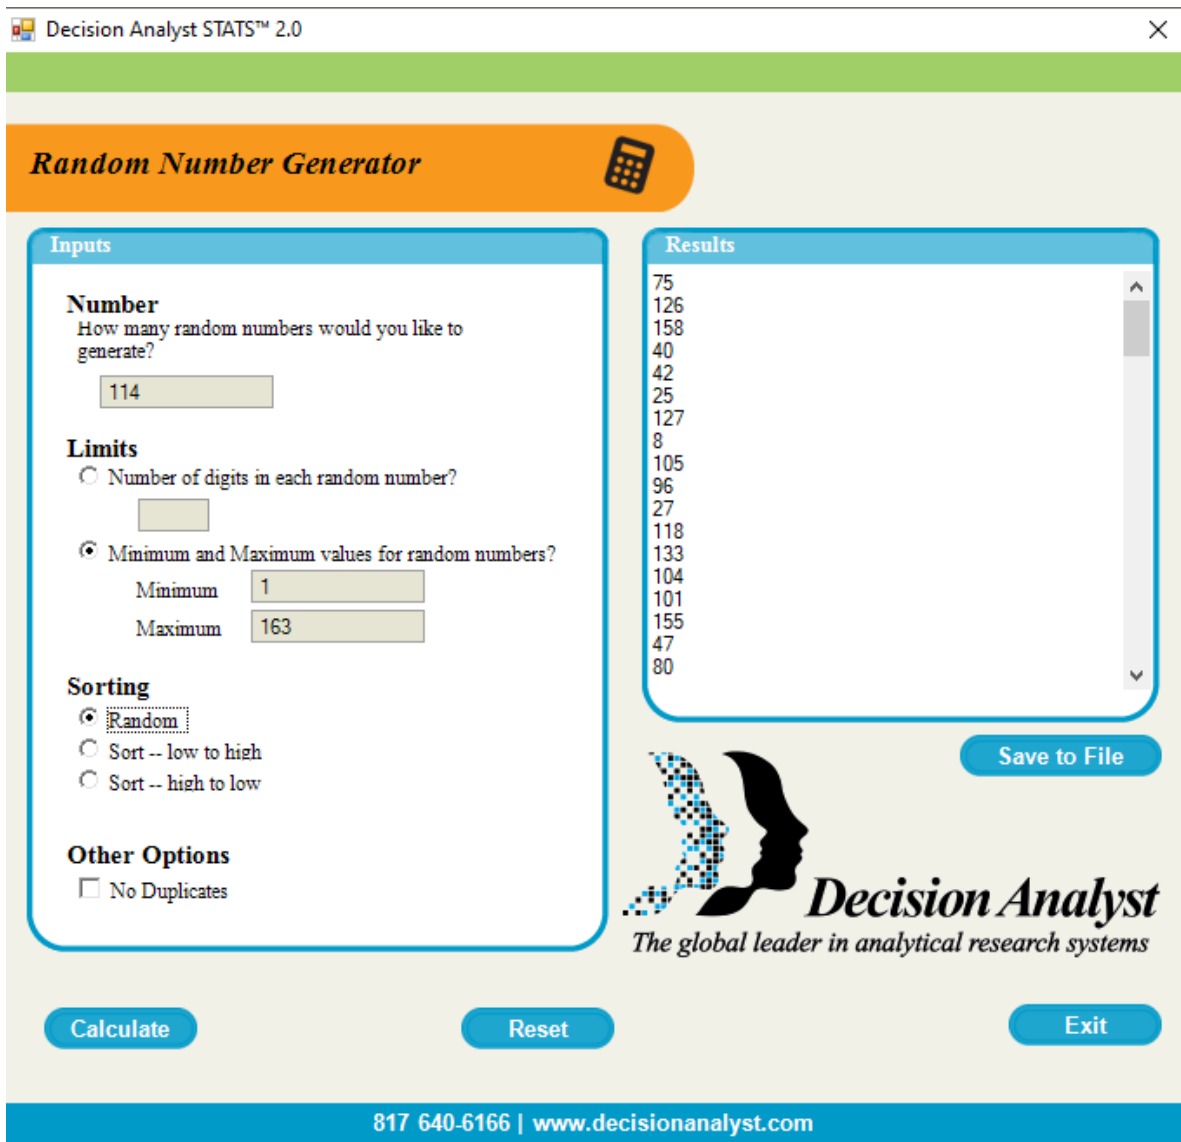 Decision Analyst STATS™ 2.0
Random Number Generator
Inputs
Number
How many random numbers would you like to
generate?
114
Limits
Number of digits in each random number?
Minimum and Maximum values for random numbers?
Minimum 1
Maximum 163
Sorting
Random
Sort -- low to high
Sort -- high to low
Other Options
No Duplicates
Results
75
126
158
40
42
25
127
8
105
96
27
118
133
104
101
155
47
80
Save to File
Decision Analyst
The global leader in analytical research systems
Calculate
Reset
Exit
817 640-6166 | www.decisionanalyst.com